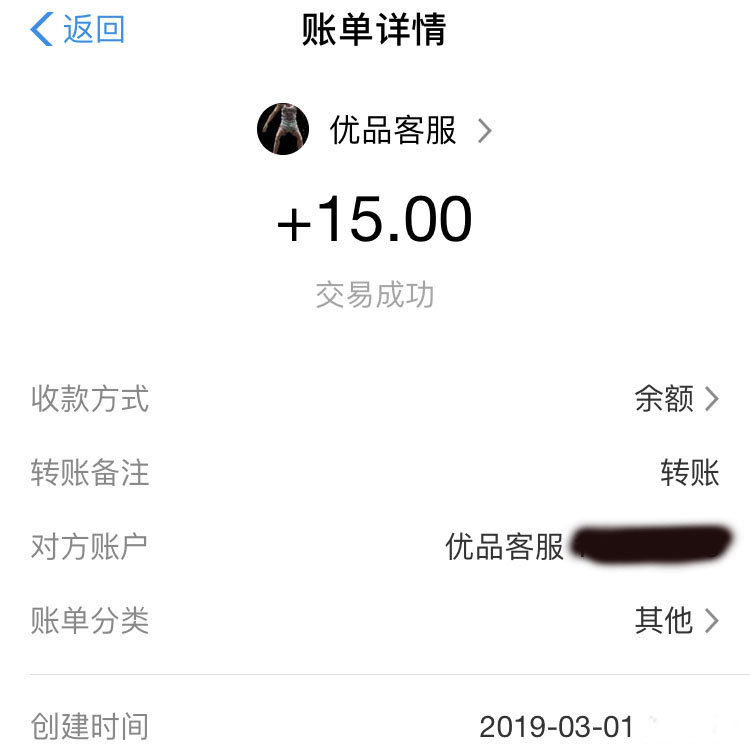 返回 账单详情
优品客服
+15.00
交易成功
收款方式 余额
转账备注 转账
对方账户 优品客服
账单分类 其他
创建时间 2019-03-01